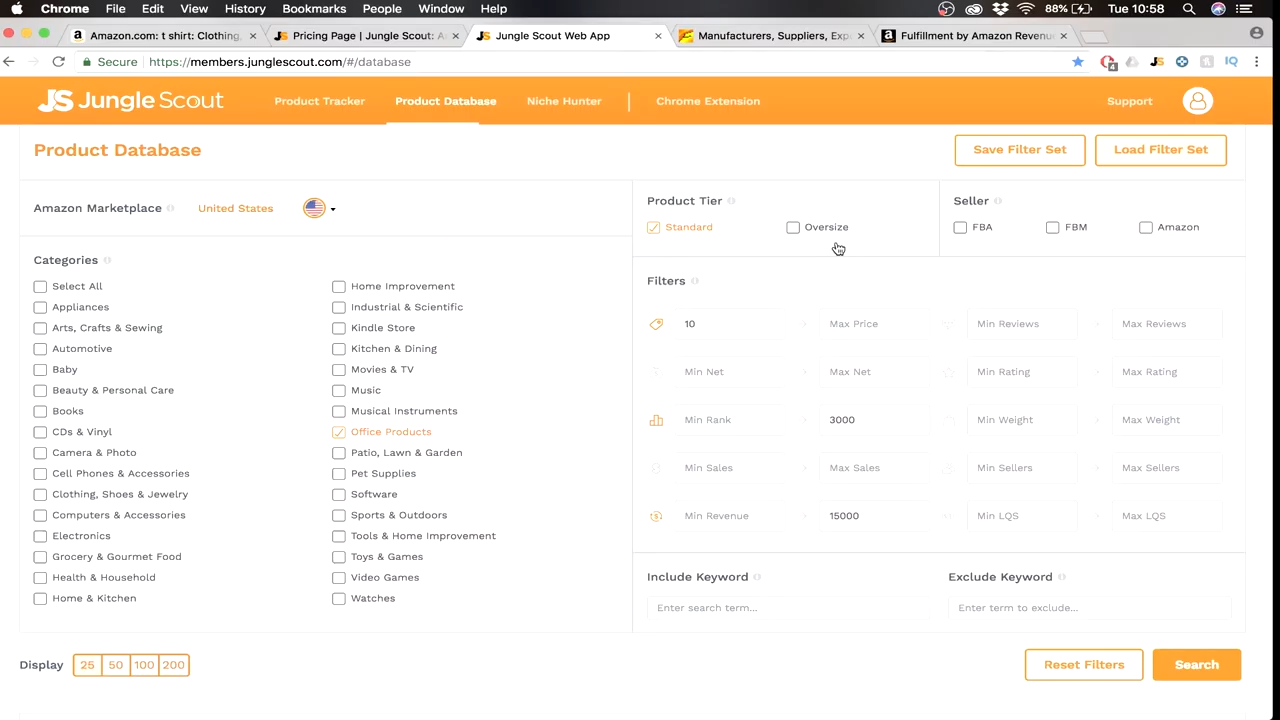 Chrome File Edit View History Bookmarks People Window Help 88% Tue 10:58
Amazon.com: t shirt: Clothing, Pricing Page | Jungle Scout: A Jungle Scout Web App Manufacturers, Suppliers, Exp Fulfillment by Amazon Revenu
Secure https://members.junglescout.com/#/database 4 JS IQ
JS Jungle Scout Product Tracker Product Database Niche Hunter Chrome Extension Support
Product Database Save Filter Set Load Filter Set
Amazon Marketplace United States
Product Tier Seller
Standard Oversize FBA FBM Amazon
Categories
Select All Home Improvement
Appliances Industrial & Scientific
Arts, Crafts & Sewing Kindle Store
Automotive Kitchen & Dining
Baby Movies & TV
Beauty & Personal Care Music
Books Musical Instruments
CDs & Vinyl Office Products
Camera & Photo Patio, Lawn & Garden
Cell Phones & Accessories Pet Supplies
Clothing, Shoes & Jewelry Software
Computers & Accessories Sports & Outdoors
Electronics Tools & Home Improvement
Grocery & Gourmet Food Toys & Games
Health & Household Video Games
Home & Kitchen Watches
Filters
10 Max Price Min Reviews Max Reviews
Min Net Max Net Min Rating Max Rating
Min Rank 3000 Min Weight Max Weight
Min Sales Max Sales Min Sellers Max Sellers
Min Revenue 15000 Min LQS Max LQS
Include Keyword Exclude Keyword
Enter search term... Enter term to exclude...
Display 25 50 100 200 Reset Filters Search